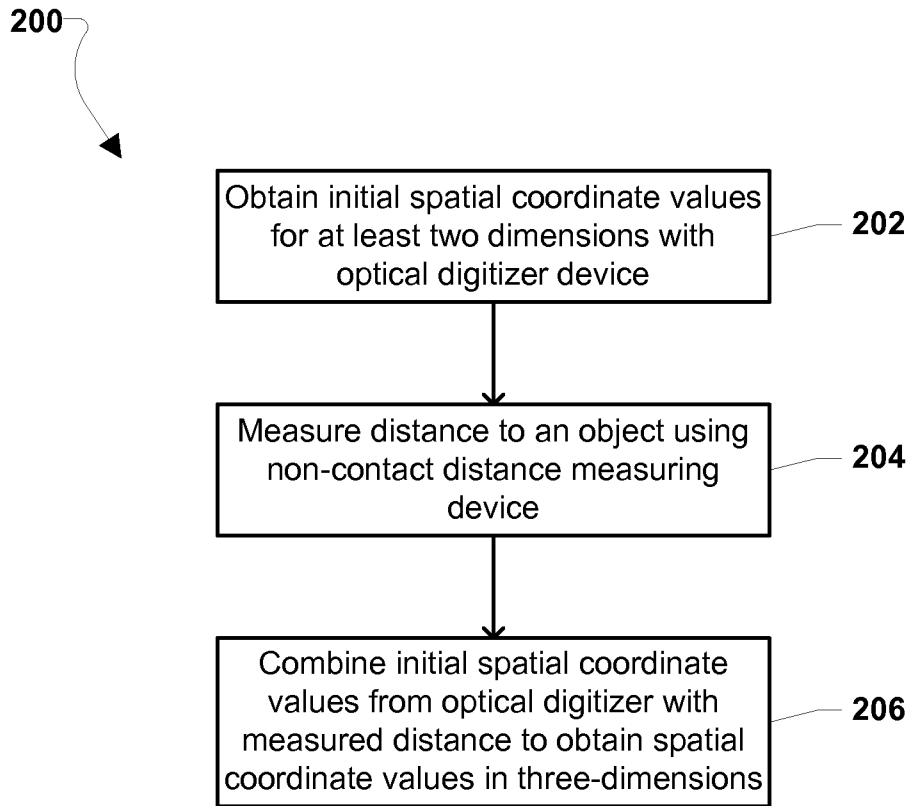 200
Obtain initial spatial coordinate values
for at least two dimensions with
optical digitizer device
202
Measure distance to an object using
non-contact distance measuring
device
204
Combine initial spatial coordinate
values from optical digitizer with
measured distance to obtain spatial
coordinate values in three-dimensions
206